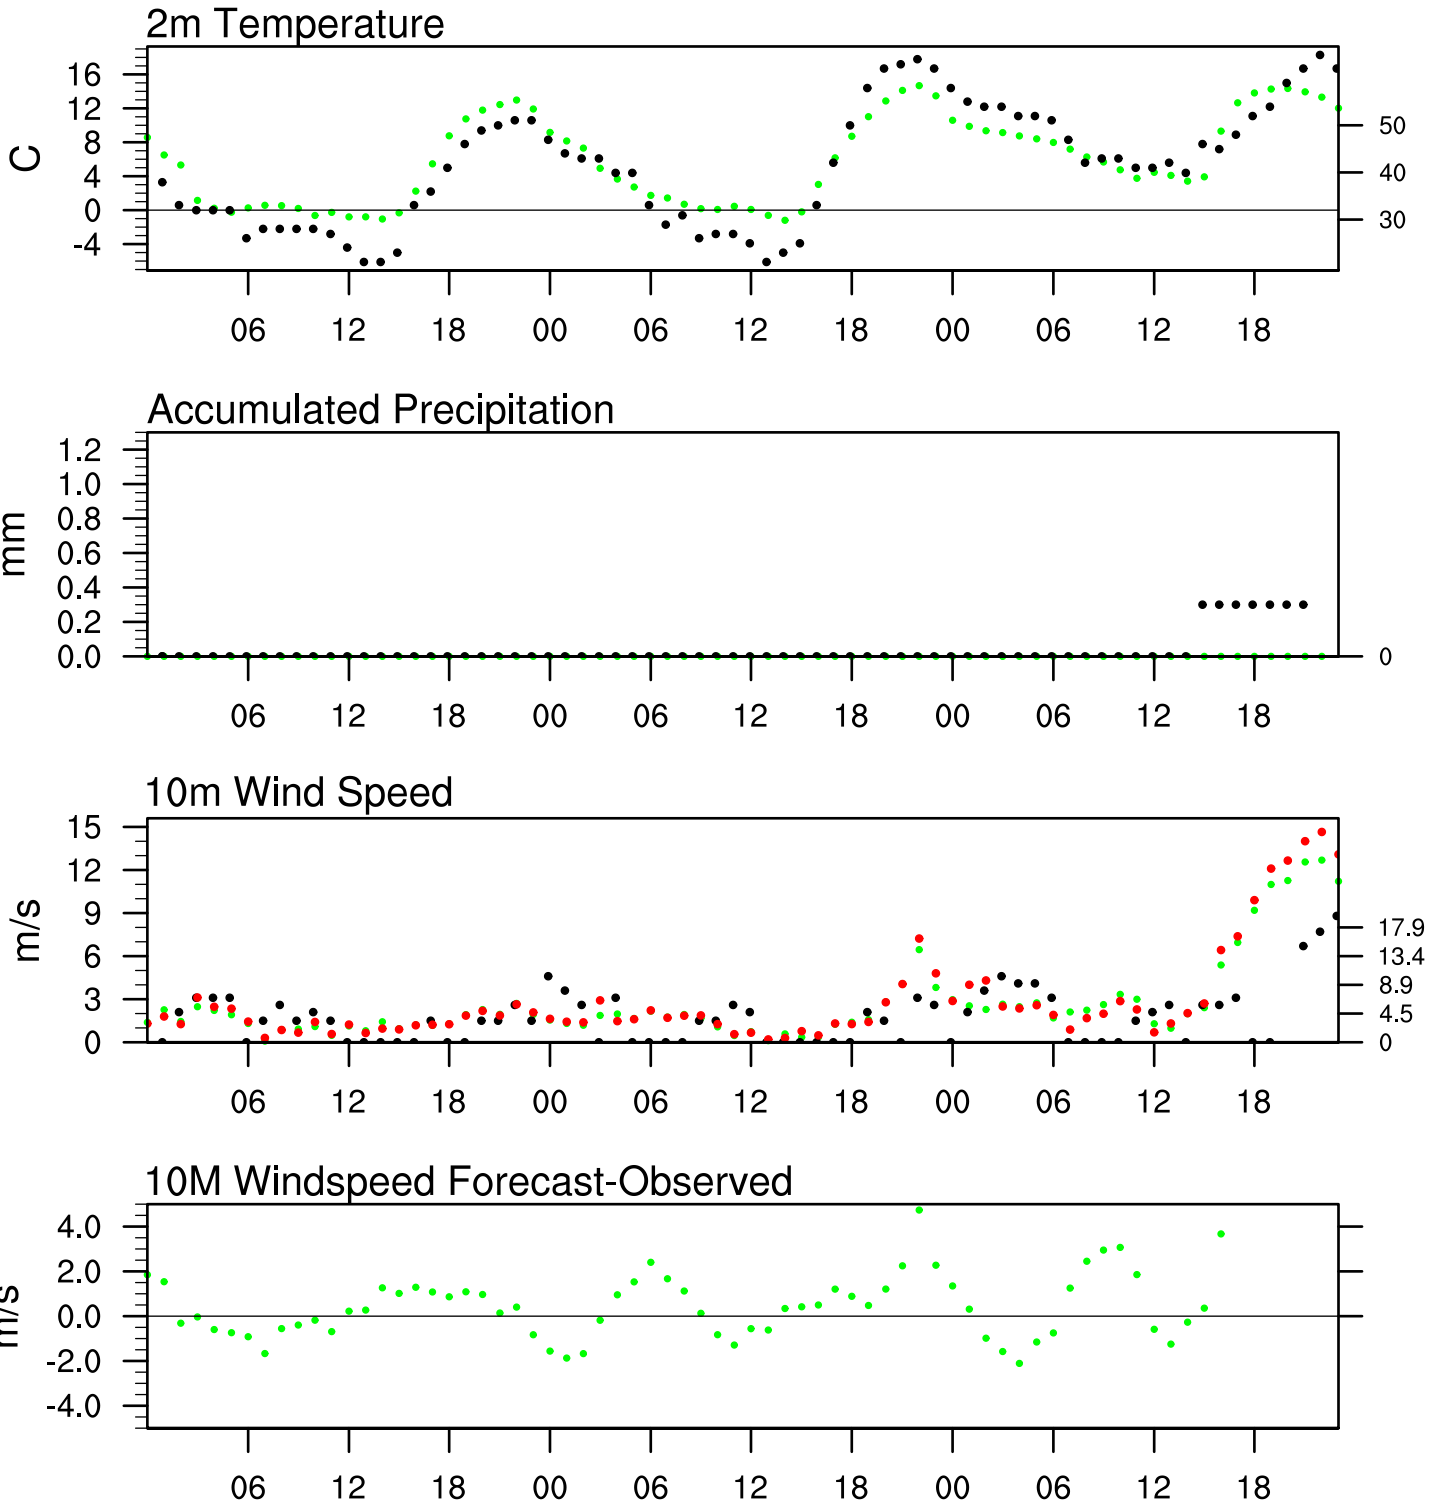 2m Temperature
16
12
8
4
0
-4
C
50
40
30
06 12 18 00 06 12 18 00 06 12 18
Accumulated Precipitation
1.2
1.0
0.8
0.6
0.4
0.2
0.0
mm
0
06 12 18 00 06 12 18 00 06 12 18
10m Wind Speed
15
12
9
6
3
0
m/s
17.9
13.4
8.9
4.5
0
06 12 18 00 06 12 18 00 06 12 18
10M Windspeed Forecast-Observed
4.0
2.0
0.0
-2.0
-4.0
m/s
06 12 18 00 06 12 18 00 06 12 18